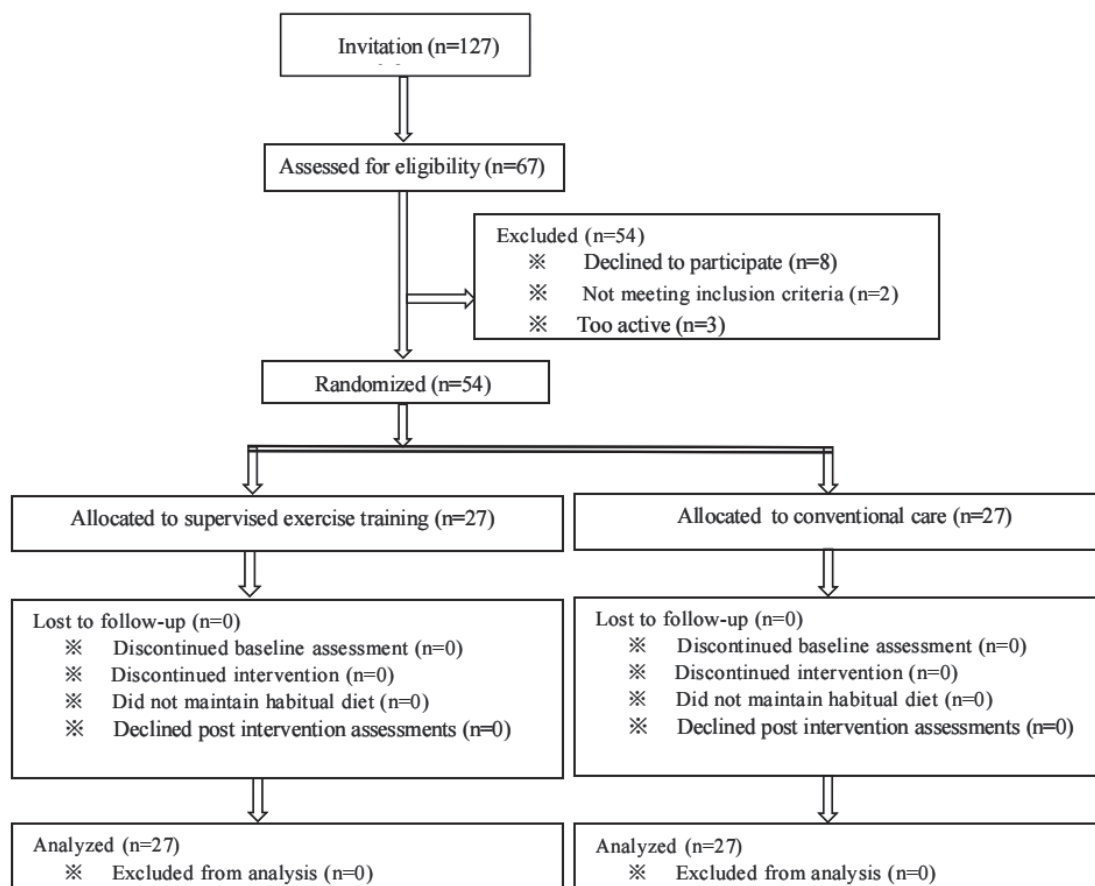 Invitation (n=127)
Assessed for eligibility (n=67)
Excluded (n=54)
※ Declined to participate (n=8)
※ Not meeting inclusion criteria (n=2)
※ Too active (n=3)
Randomized (n=54)
Allocated to supervised exercise training (n=27)
Allocated to conventional care (n=27)
Lost to follow-up (n=0)
※ Discontinued baseline assessment (n=0)
※ Discontinued intervention (n=0)
※ Did not maintain habitual diet (n=0)
※ Declined post intervention assessments (n=0)
Lost to follow-up (n=0)
※ Discontinued baseline assessment (n=0)
※ Discontinued intervention (n=0)
※ Did not maintain habitual diet (n=0)
※ Declined post intervention assessments (n=0)
Analyzed (n=27)
※ Excluded from analysis (n=0)
Analyzed (n=27)
※ Excluded from analysis (n=0)